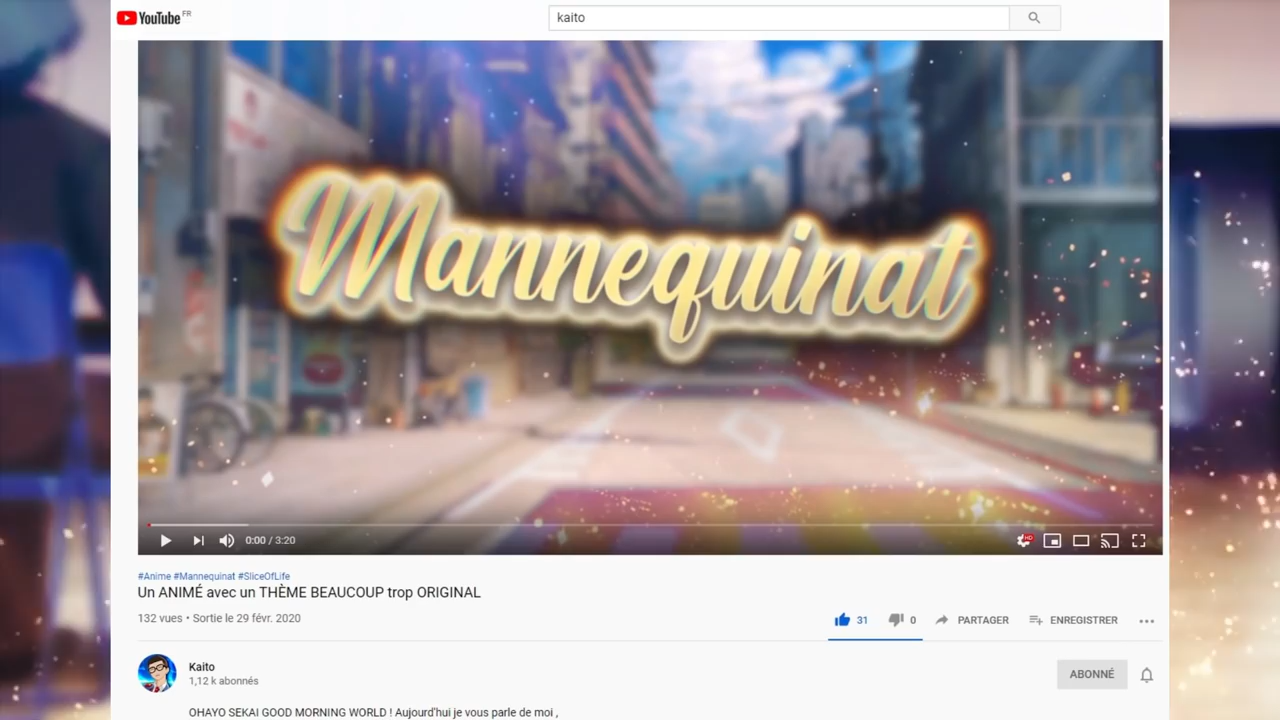 YouTube FR
kaito
Mannequinat
0:00 / 3:20
HD
#Anime #Mannequinat #SliceOfLife
Un ANIMÉ avec un THÈME BEAUCOUP trop ORIGINAL
132 vues • Sortie le 29 févr. 2020
31 0 PARTAGER ENREGISTRER
Kaito
1,12 k abonnés
ABONNÉ
OHAYO SEKAI GOOD MORNING WORLD ! Aujourd'hui je vous parle de moi ,